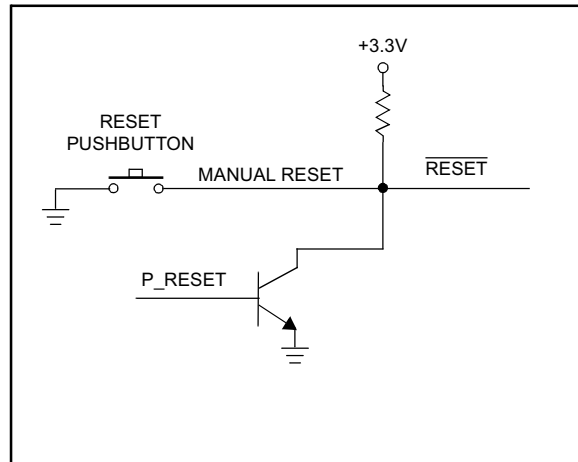 +3.3V
RESET
PUSHBUTTON
MANUAL RESET
RESET
P_RESET